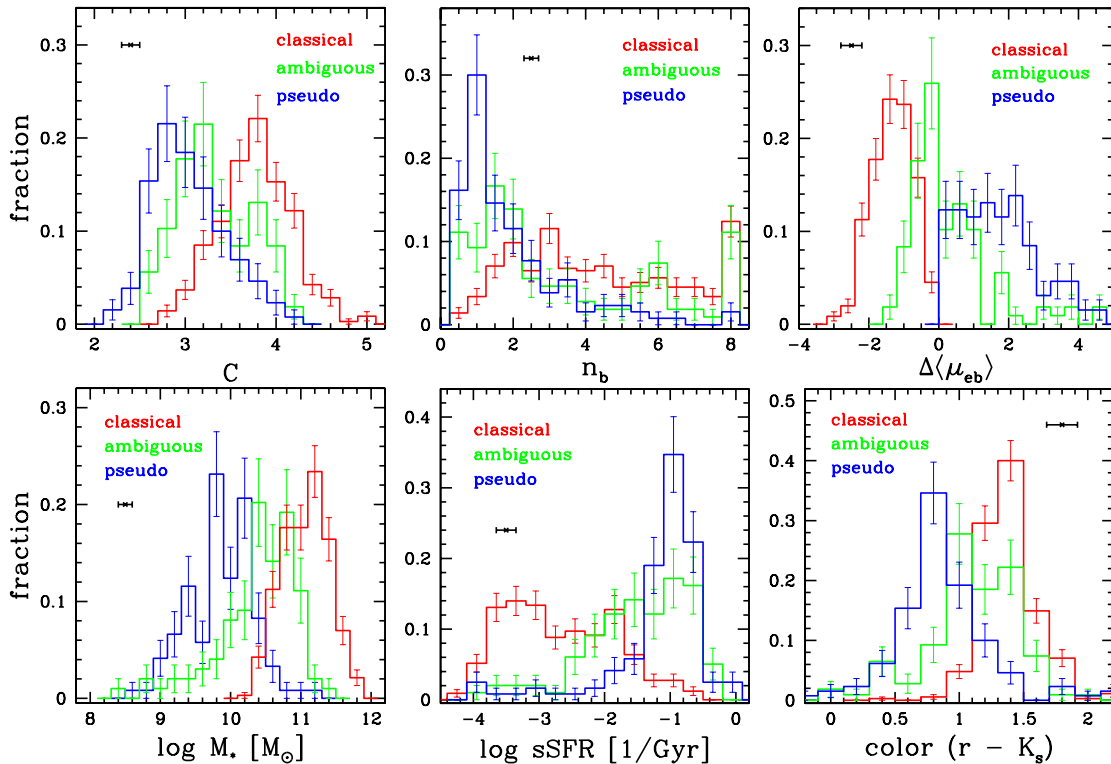 0.3
0.2
0.1
0
fraction
classical
ambiguous
pseudo
2 3 4 5
C
0.3
0.2
0.1
0
classical
ambiguous
pseudo
0 2 4 6 8
n_b
0.3
0.2
0.1
0
classical
ambiguous
pseudo
−4 −2 0 2 4
Δ⟨μ_eb⟩
0.3
0.2
0.1
0
fraction
classical
ambiguous
pseudo
8 9 10 11 12
log M_* [M_⊙]
0.4
0.3
0.2
0.1
0
classical
ambiguous
pseudo
−4 −3 −2 −1 0
log sSFR [1/Gyr]
0.5
0.4
0.3
0.2
0.1
0
classical
ambiguous
pseudo
0 0.5 1 1.5 2
color (r − K_s)